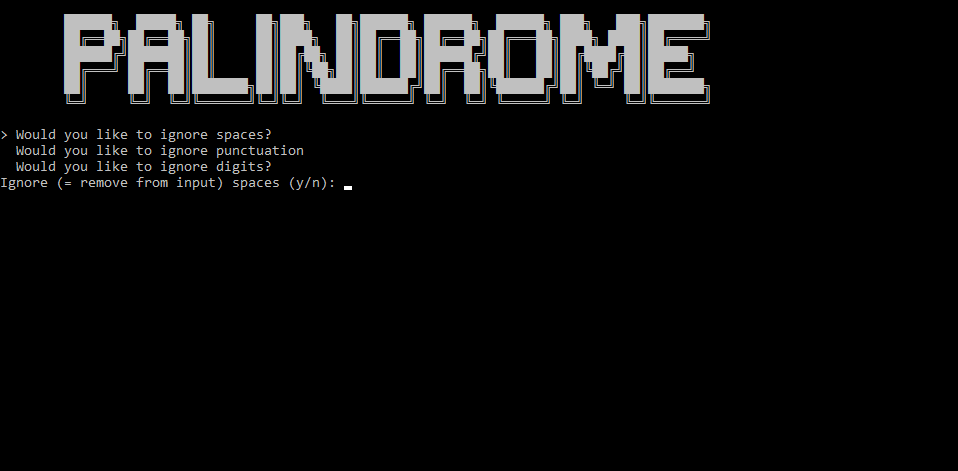 PALINDROME
> Would you like to ignore spaces?
Would you like to ignore punctuation
Would you like to ignore digits?
Ignore (= remove from input) spaces (y/n):